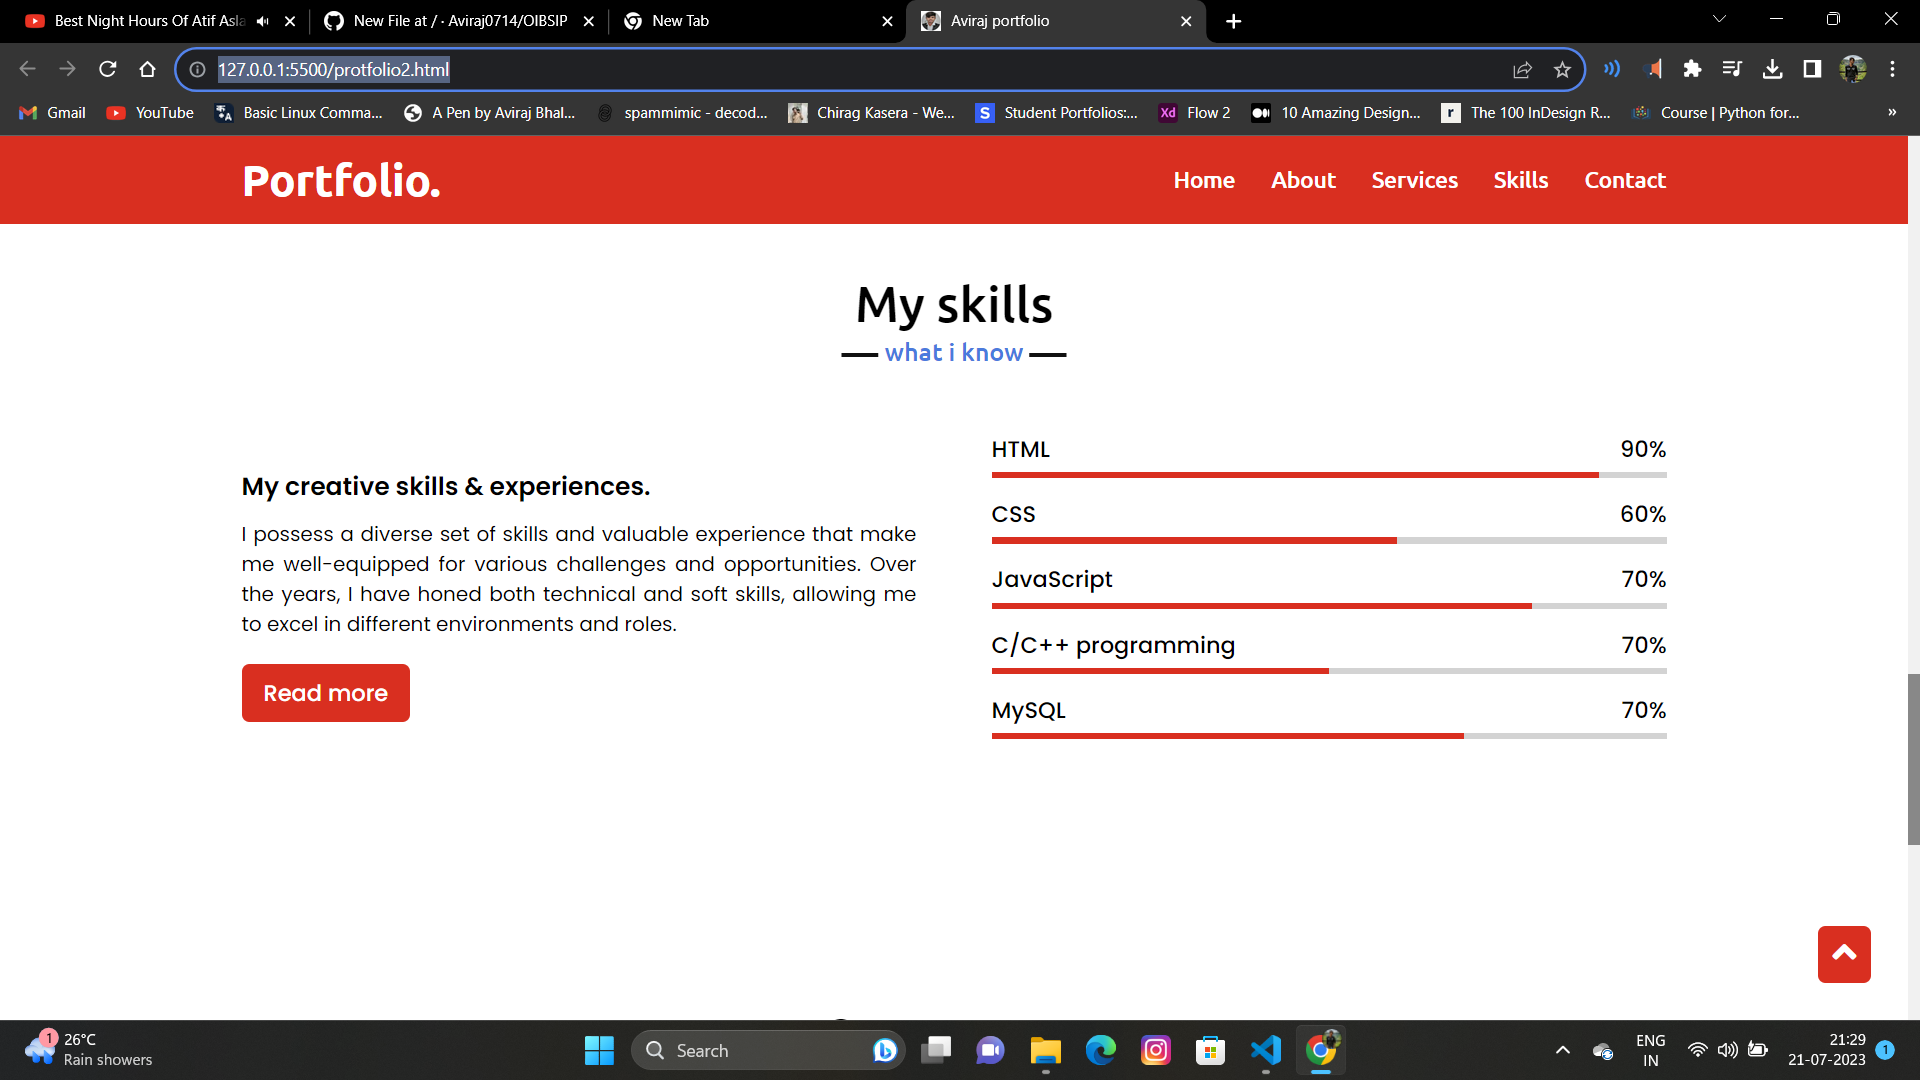 Best Night Hours Of Atif Asla
New File at / · Aviraj0714/OIBSIP
New Tab
Aviraj portfolio
127.0.0.1:5500/protfolio2.html
Gmail
YouTube
Basic Linux Comma...
A Pen by Aviraj Bhal...
spammimic - decod...
Chirag Kasera - We...
S
Student Portfolios:...
Xd
Flow 2
10 Amazing Design...
r
The 100 InDesign R...
Course | Python for...
»
Portfolio.
Home
About
Services
Skills
Contact
My skills
what i know
My creative skills & experiences.
I possess a diverse set of skills and valuable experience that make
me well-equipped for various challenges and opportunities. Over
the years, I have honed both technical and soft skills, allowing me
to excel in different environments and roles.
Read more
HTML 90%
CSS 60%
JavaScript 70%
C/C++ programming 70%
MySQL 70%
1
26°C
Rain showers
Search
ENG
IN
21:29
21-07-2023
1